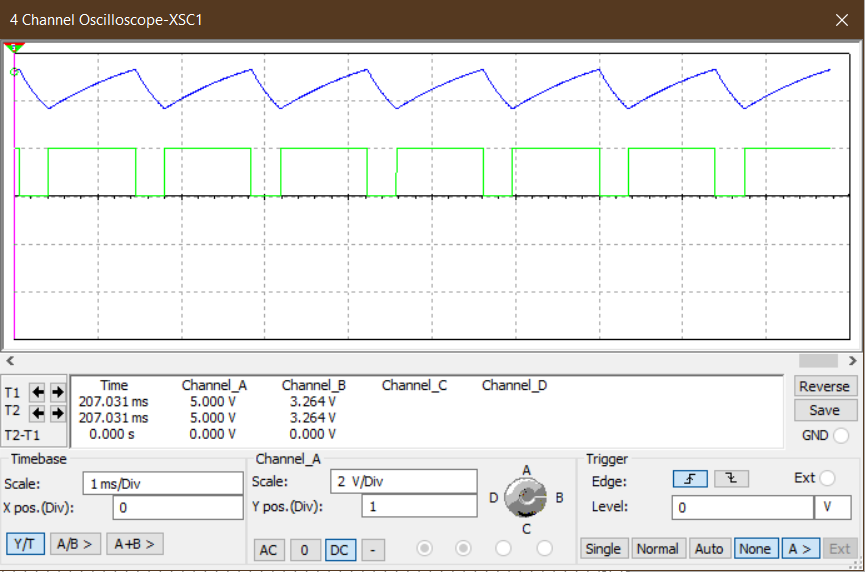 4 Channel Oscilloscope-XSC1
Time Channel_A Channel_B Channel_C Channel_D
T1 207.031 ms 5.000 V 3.264 V
T2 207.031 ms 5.000 V 3.264 V
T2-T1 0.000 s 0.000 V 0.000 V
Reverse
Save
GND
Timebase
Scale: 1 ms/Div
X pos.(Div): 0
Y/T A/B > A+B >
Channel_A
Scale: 2 V/Div
Y pos.(Div): 1
AC 0 DC -
A
D B
C
Trigger
Edge: Ext
Level: 0 V
Single Normal Auto None A > Ext